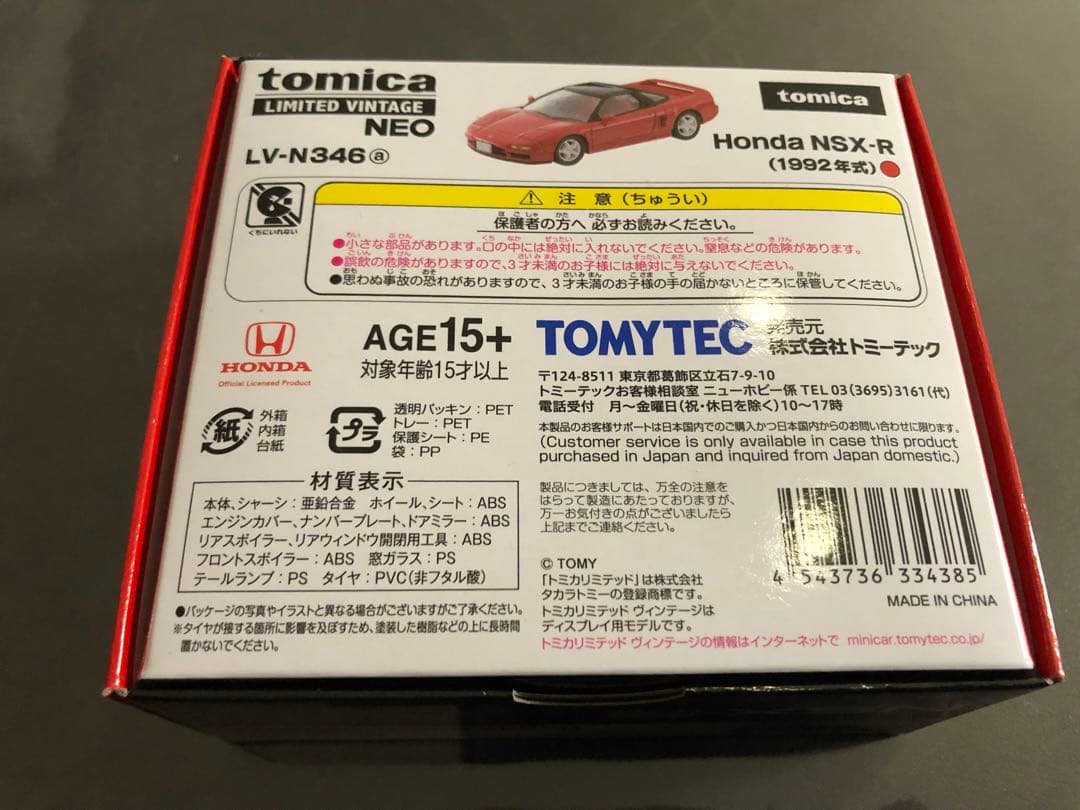 tomica
LIMITED VINTAGE
NEO
LV-N346ⓐ
tomica
Honda NSX-R
(1992年式)
くちにいれない
注 意(ちゅうい)
保護者の方へ 必ずお読みください。
●小さな部品があります。口の中には絶対に入れないでください。窒息などの危険があります。
●誤飲の危険がありますので、3才未満のお子様には絶対に与えないでください。
●思わぬ事故の恐れがありますので、3才未満のお子様の手の届かないところに保管してください。
HONDA
Official Licensed Product
AGE15+
対象年齢15才以上
TOMYTEC
発売元
株式会社トミーテック
〒124-8511 東京都葛飾区立石7-9-10
トミーテックお客様相談室 ニューホビー係 TEL 03(3695)3161(代)
電話受付 月〜金曜日(祝・休日を除く)10〜17時
本製品のお客様サポートは日本国内でのご購入かつ日本国内からのお問い合わせに限ります。
(Customer service is only available in case this product
purchased in Japan and inquired from Japan domestic.)
紙
外箱
内箱
台紙
プラ
透明パッキン:PET
トレー:PET
保護シート:PE
袋:PP
材質表示
本体、シャーシ:亜鉛合金 ホイール、シート:ABS
エンジンカバー、ナンバープレート、ドアミラー:ABS
リアスポイラー、リアウィンドウ開閉用工具:ABS
フロントスポイラー:ABS 窓ガラス:PS
テールランプ:PS タイヤ:PVC(非フタル酸)
●パッケージの写真やイラストと異なる場合がございますがご了承ください。
※タイヤが接する箇所に影響を及ぼすため、塗装した樹脂などの上に長時間
置かないでください。
製品につきましては、万全の注意を
はらって製造にあたっておりますが、
万一お気付きの点がございましたら
上記までご連絡ください。
© TOMY
「トミカリミテッド」は株式会社
タカラトミーの登録商標です。
トミカリミテッド ヴィンテージは
ディスプレイ用モデルです。
トミカリミテッド ヴィンテージの情報はインターネットで minicar.tomytec.co.jp/
4 543736 334385
MADE IN CHINA